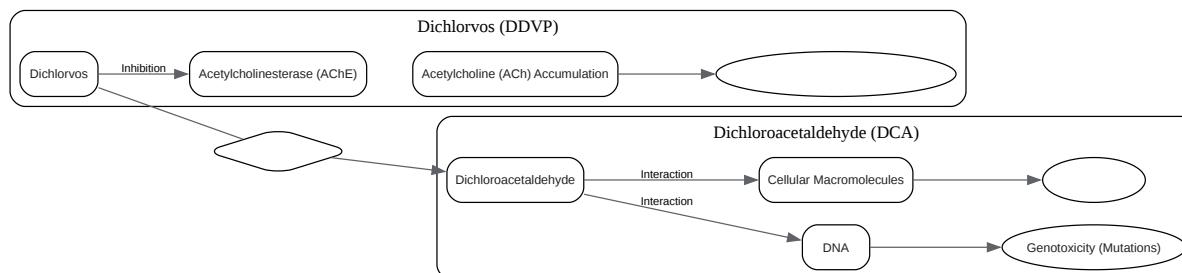 Dichlorvos (DDVP)
Dichlorvos
Inhibition
Acetylcholinesterase (AChE)
Acetylcholine (ACh) Accumulation
Dichloroacetaldehyde (DCA)
Dichloroacetaldehyde
Interaction
Cellular Macromolecules
Interaction
DNA
Genotoxicity (Mutations)